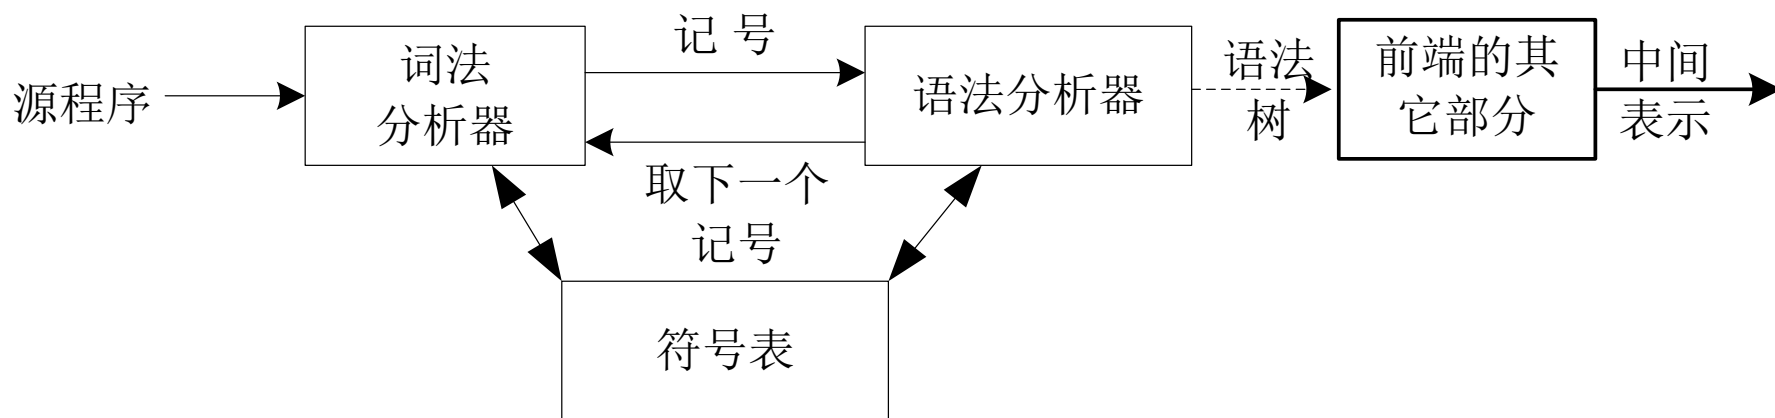 源程序
词法
分析器
记 号
取下一个
记号
语法分析器
语法
树
前端的其
它部分
中间
表示
符号表